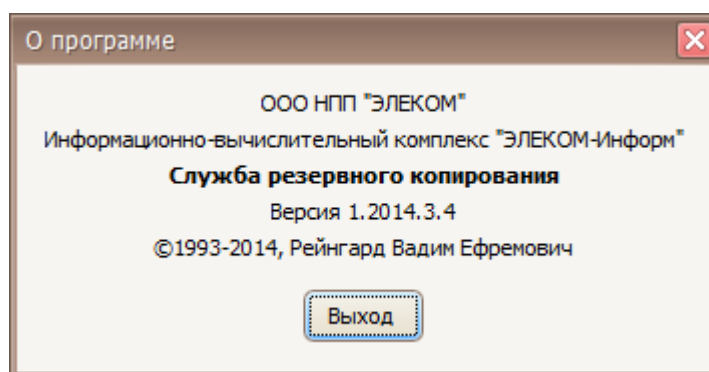 О программе
ООО НПП "ЭЛЕКОМ"
Информационно-вычислительный комплекс "ЭЛЕКОМ-Информ"
Служба резервного копирования
Версия 1.2014.3.4
©1993-2014, Рейнгард Вадим Ефремович
Выход